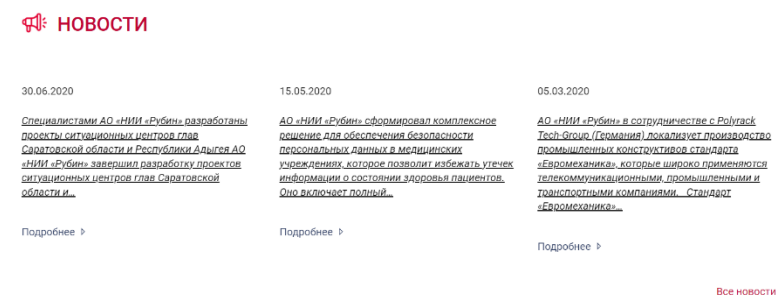 НОВОСТИ
30.06.2020
Специалистами АО «НИИ «Рубин» разработаны
проекты ситуационных центров глав
Саратовской области и Республики Адыгея АО
«НИИ «Рубин» завершил разработку проектов
ситуационных центров глав Саратовской
области и...
Подробнее
15.05.2020
АО «НИИ «Рубин» сформировал комплексное
решение для обеспечения безопасности
персональных данных в медицинских
учреждениях, которое позволит избежать утечек
информации о состоянии здоровья пациентов.
Оно включает полный...
Подробнее
05.03.2020
АО «НИИ «Рубин» в сотрудничестве с Polyrack
Tech-Group (Германия) локализует производство
промышленных конструктивов стандарта
«Евромеханика», которые широко применяются
телекоммуникационными, промышленными и
транспортными компаниями. Стандарт
«Евромеханика»...
Подробнее
Все новости